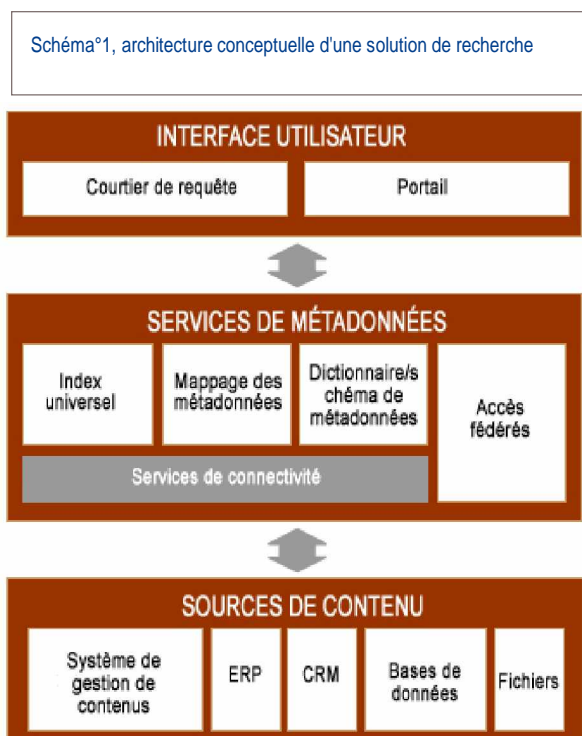 Schéma°1, architecture conceptuelle d'une solution de recherche
INTERFACE UTILISATEUR
Courtier de requête
Portail
SERVICES DE MÉTADONNÉES
Index
universel
Mappage des
métadonnées
Dictionnaire/s
chéma de
métadonnées
Accès
fédérés
Services de connectivité
SOURCES DE CONTENU
Système de
gestion de
contenus
ERP
CRM
Bases de
données
Fichiers